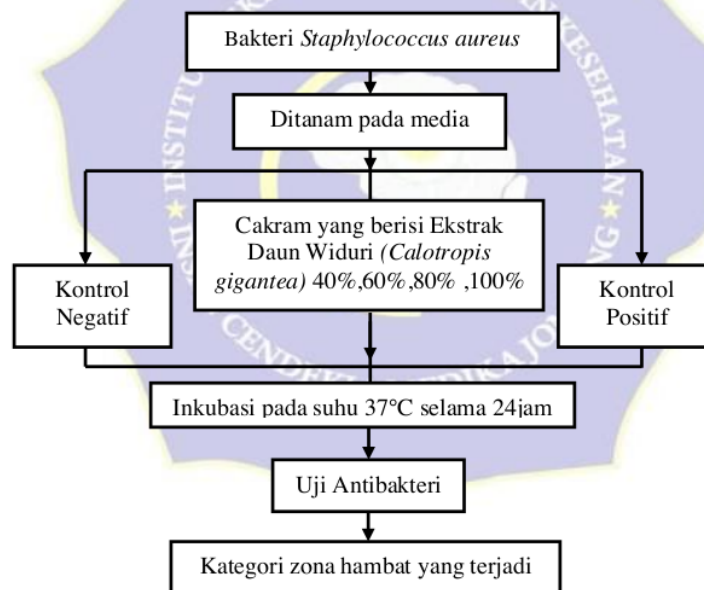 Bakteri Staphylococcus aureus
Ditanam pada media
Cakram yang berisi Ekstrak
Daun Widuri (Calotropis
gigantea) 40%,60%,80% ,100%
Kontrol
Negatif
Kontrol
Positif
Inkubasi pada suhu 37°C selama 24jam
Uji Antibakteri
Kategori zona hambat yang terjadi
KESEHATAN